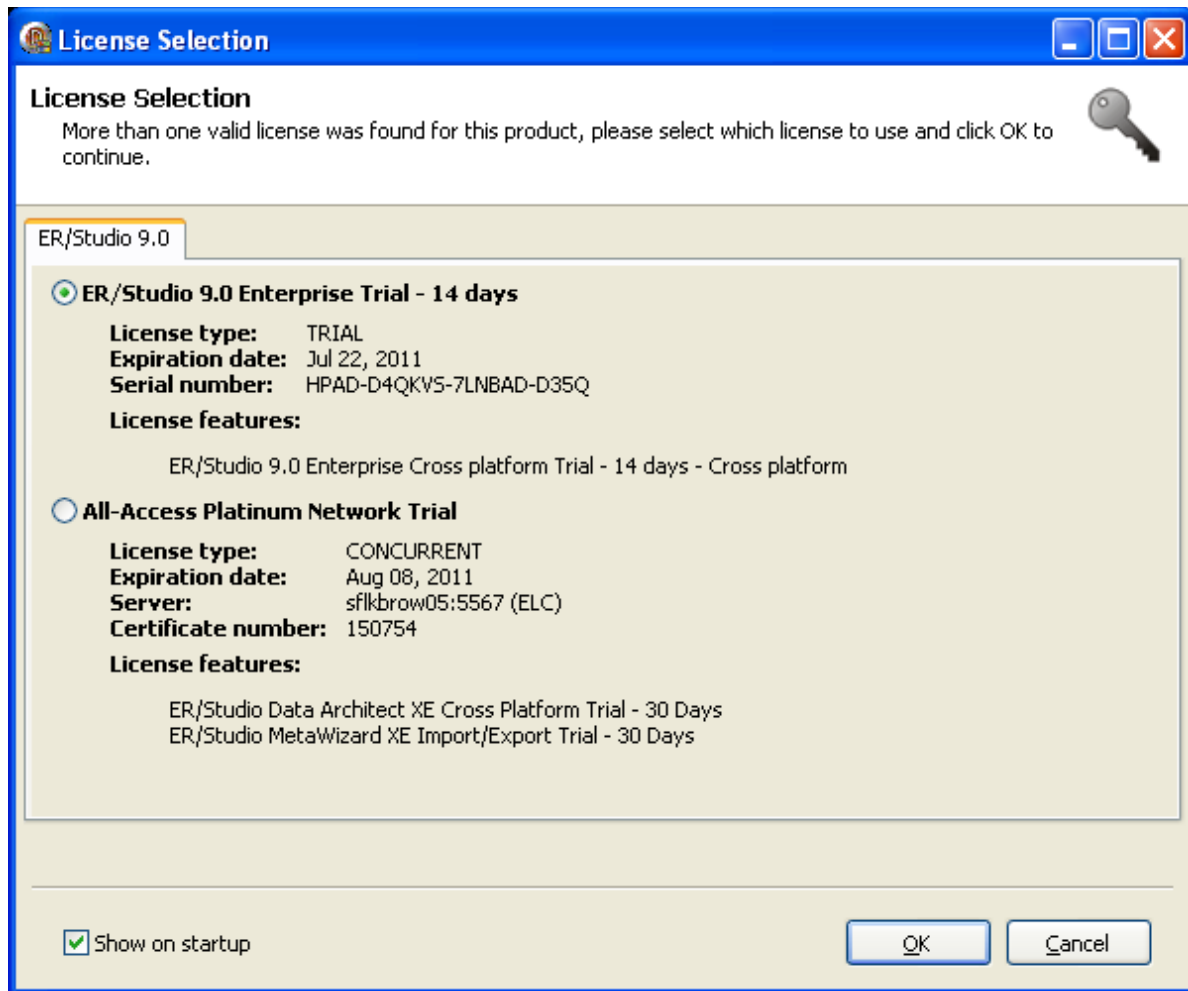 License Selection
License Selection
More than one valid license was found for this product, please select which license to use and click OK to
continue.
ER/Studio 9.0
ER/Studio 9.0 Enterprise Trial - 14 days
License type: TRIAL
Expiration date: Jul 22, 2011
Serial number: HPAD-D4QKVS-7LNBAD-D35Q
License features:
ER/Studio 9.0 Enterprise Cross platform Trial - 14 days - Cross platform
All-Access Platinum Network Trial
License type: CONCURRENT
Expiration date: Aug 08, 2011
Server: sflkbrow05:5567 (ELC)
Certificate number: 150754
License features:
ER/Studio Data Architect XE Cross Platform Trial - 30 Days
ER/Studio MetaWizard XE Import/Export Trial - 30 Days
Show on startup
OK
Cancel